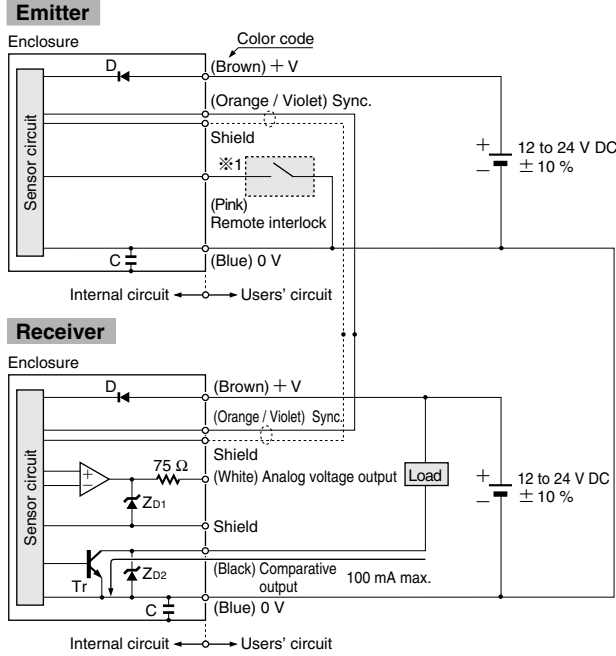 Emitter
Enclosure
Color code
D
(Brown) +V
(Orange / Violet) Sync.
Shield
Sensor circuit
※1
+
−
12 to 24 V DC
± 10 %
(Pink)
Remote interlock
C
(Blue) 0 V
Internal circuit
Users' circuit
Receiver
Enclosure
D
(Brown) +V
(Orange / Violet) Sync.
Shield
Sensor circuit
+
−
75 Ω
(White) Analog voltage output
Load
+
−
12 to 24 V DC
± 10 %
ZD1
Shield
Tr
ZD2
(Black) Comparative
output
100 mA max.
C
(Blue) 0 V
Internal circuit
Users' circuit